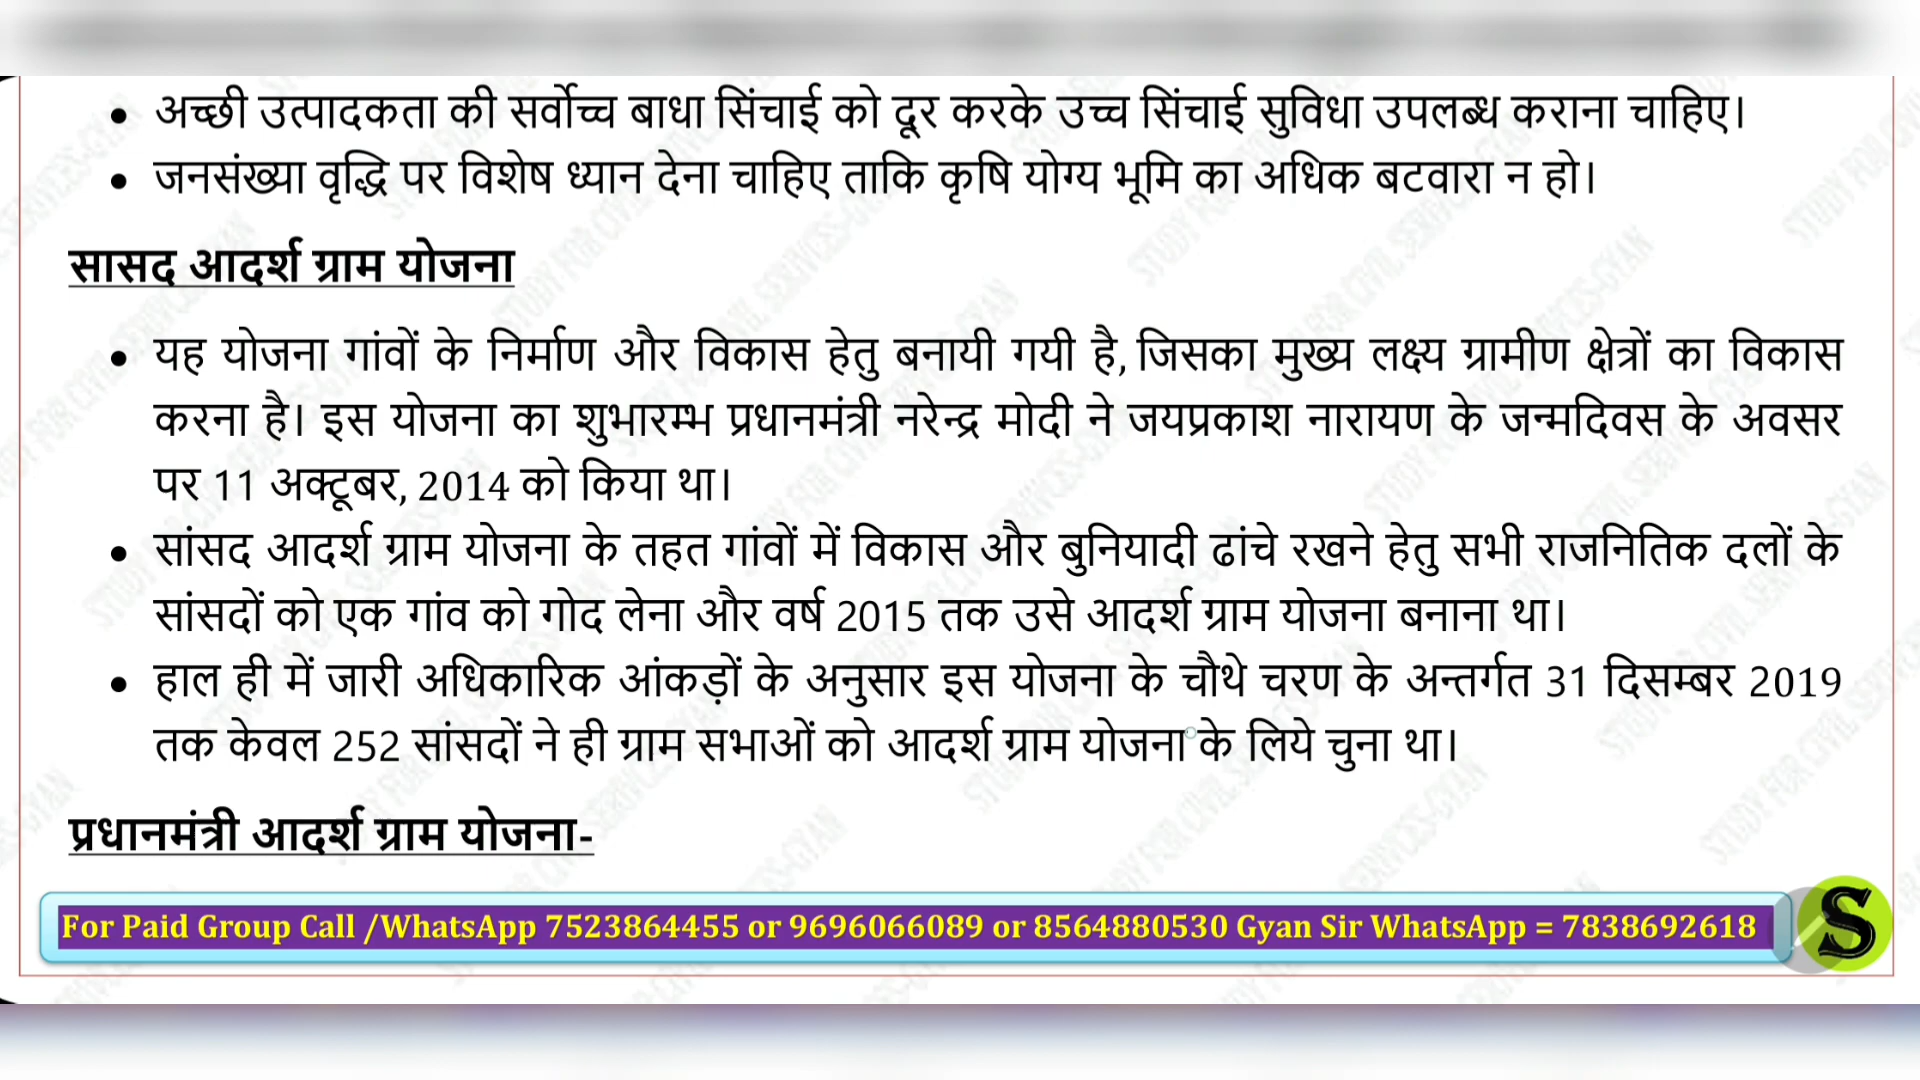 • अच्छी उत्पादकता की सर्वोच्च बाधा सिंचाई को दूर करके उच्च सिंचाई सुविधा उपलब्ध कराना चाहिए।
• जनसंख्या वृद्धि पर विशेष ध्यान देना चाहिए ताकि कृषि योग्य भूमि का अधिक बटवारा न हो।
सासद आदर्श ग्राम योजना
• यह योजना गांवों के निर्माण और विकास हेतु बनायी गयी है, जिसका मुख्य लक्ष्य ग्रामीण क्षेत्रों का विकास
करना है। इस योजना का शुभारम्भ प्रधानमंत्री नरेन्द्र मोदी ने जयप्रकाश नारायण के जन्मदिवस के अवसर
पर 11 अक्टूबर, 2014 को किया था।
• सांसद आदर्श ग्राम योजना के तहत गांवों में विकास और बुनियादी ढांचे रखने हेतु सभी राजनितिक दलों के
सांसदों को एक गांव को गोद लेना और वर्ष 2015 तक उसे आदर्श ग्राम योजना बनाना था।
• हाल ही में जारी अधिकारिक आंकड़ों के अनुसार इस योजना के चौथे चरण के अन्तर्गत 31 दिसम्बर 2019
तक केवल 252 सांसदों ने ही ग्राम सभाओं को आदर्श ग्राम योजना के लिये चुना था।
प्रधानमंत्री आदर्श ग्राम योजना-
For Paid Group Call /WhatsApp 7523864455 or 9696066089 or 8564880530 Gyan Sir WhatsApp = 7838692618
S
STUDY FOR CIVIL SERVICES-GYAN